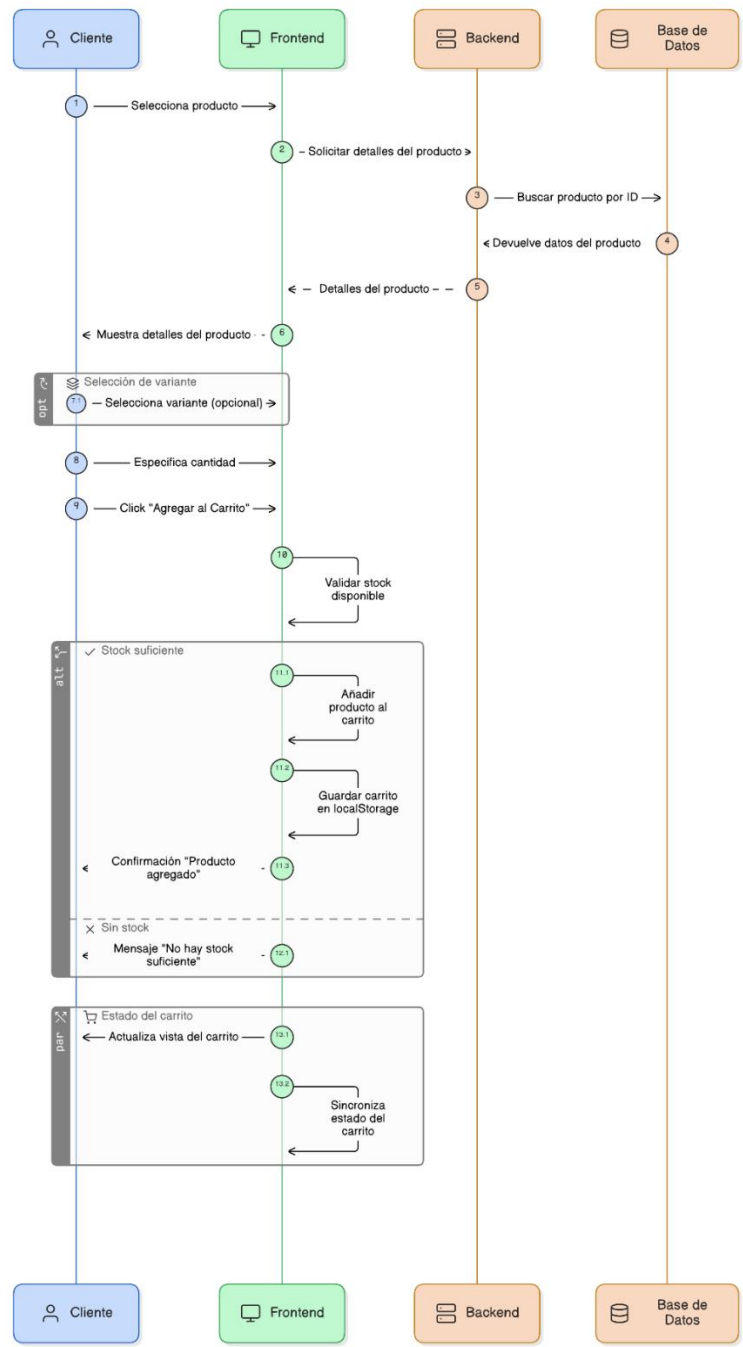 Cliente
Frontend
Backend
Base de
Datos
1
Selecciona producto
2
Solicitar detalles del producto
3
Buscar producto por ID
4
Devuelve datos del producto
5
Detalles del producto
6
Muestra detalles del producto
opt
Selección de variante
7.1
Selecciona variante (opcional)
8
Especifica cantidad
9
Click "Agregar al Carrito"
10
Validar stock
disponible
alt
Stock suficiente
11.1
Añadir
producto al
carrito
11.2
Guardar carrito
en localStorage
11.3
Confirmación "Producto
agregado"
Sin stock
12.1
Mensaje "No hay stock
suficiente"
par
Estado del carrito
13.1
Actualiza vista del carrito
13.2
Sincroniza
estado del
carrito
Cliente
Frontend
Backend
Base de
Datos